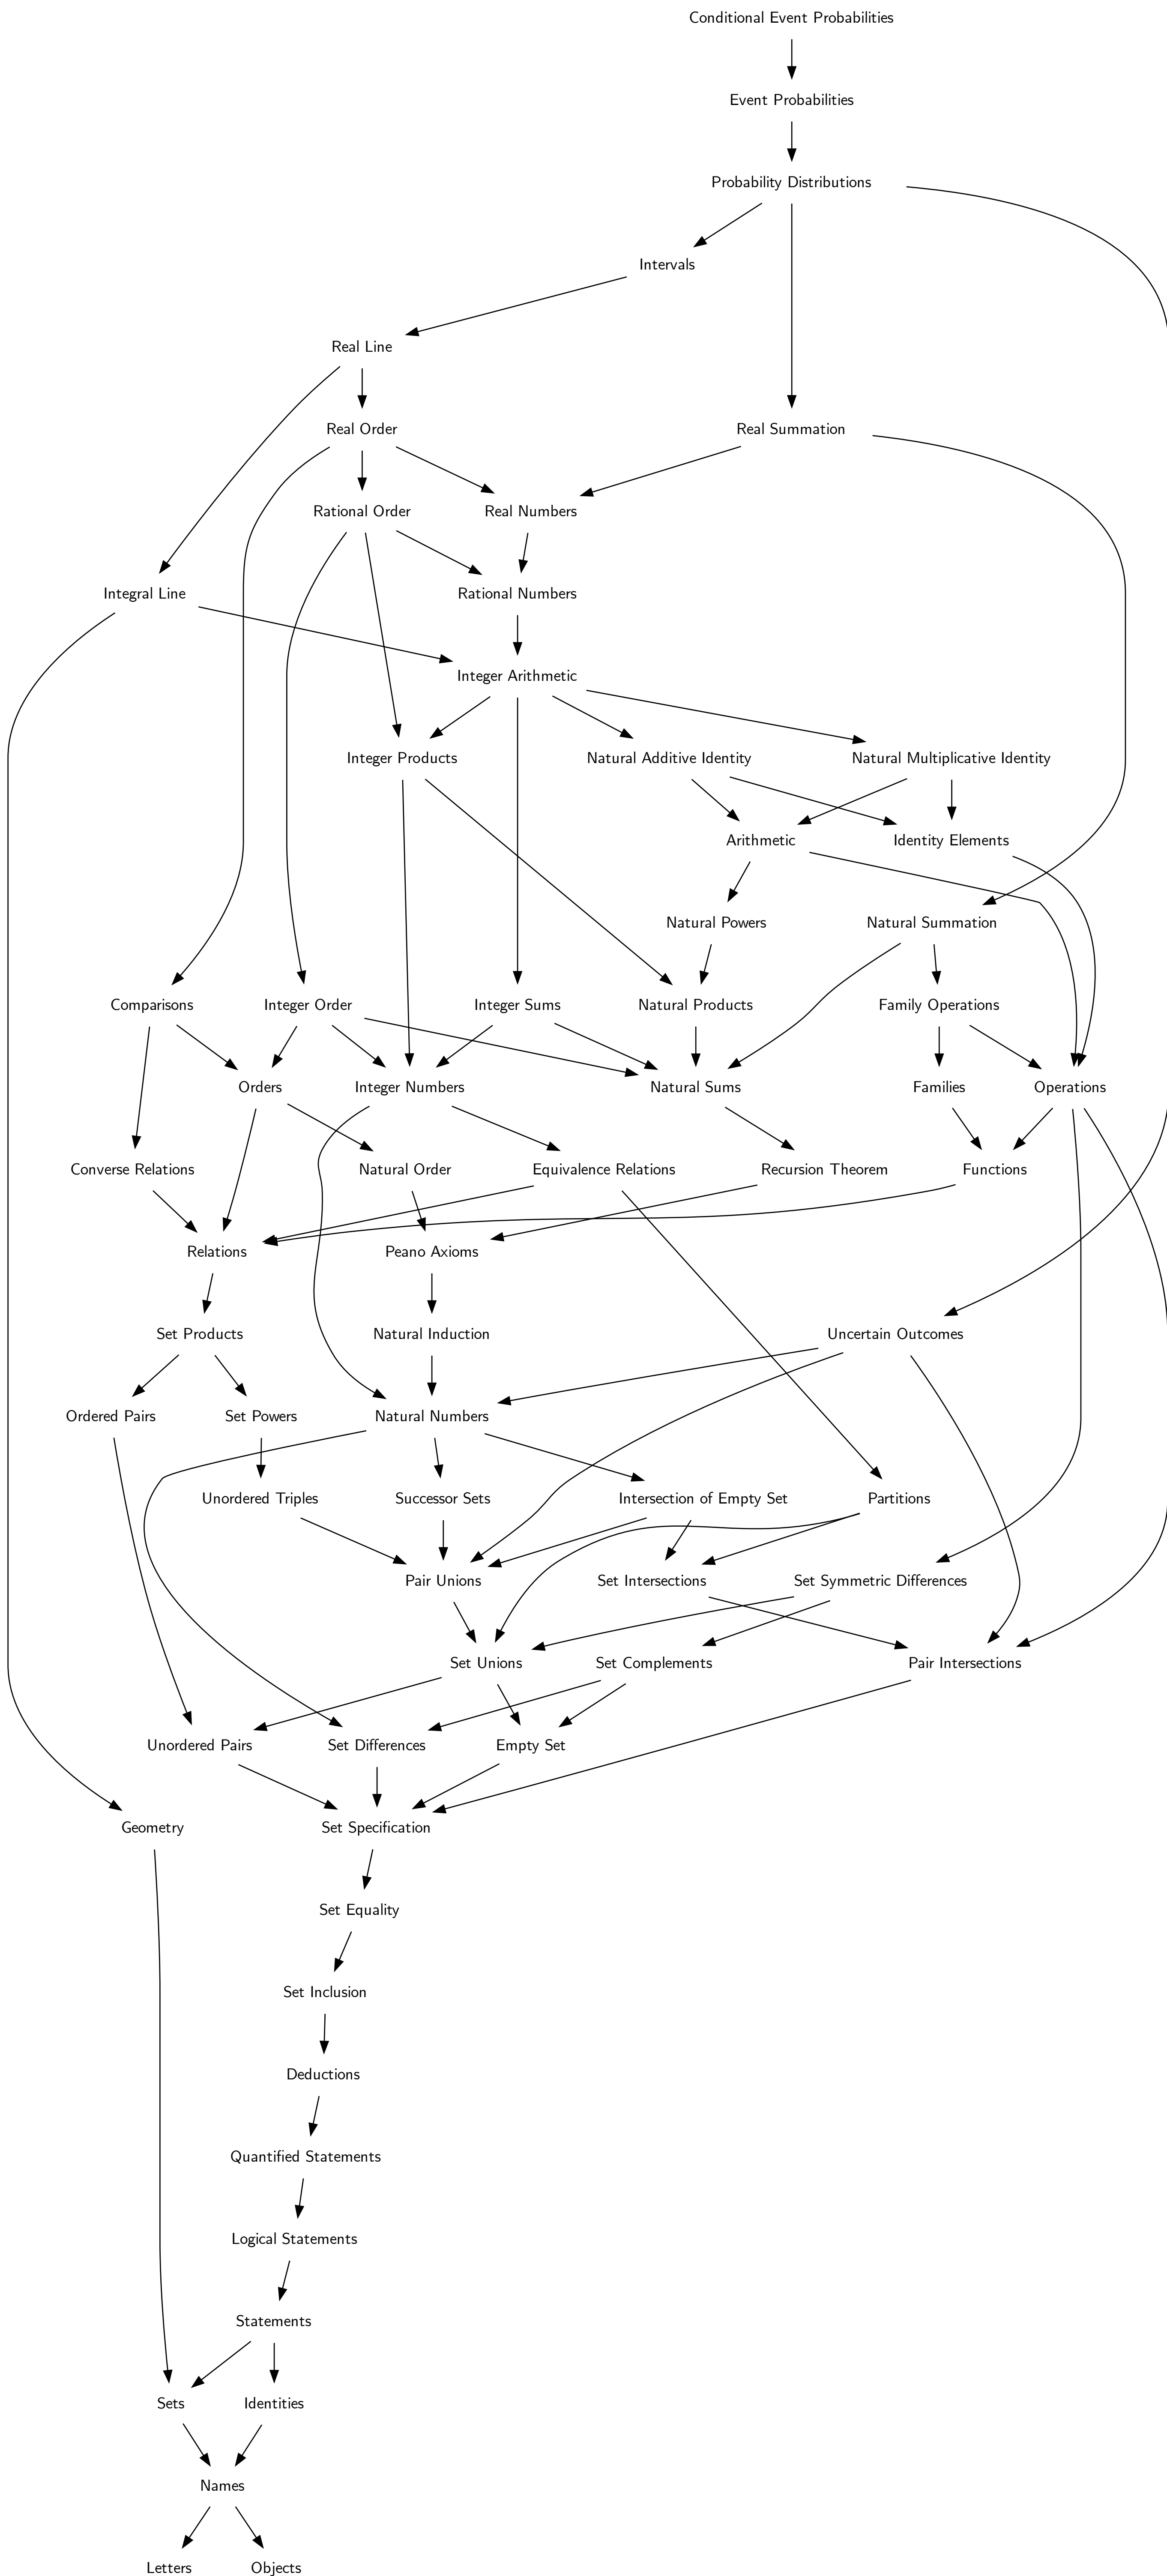 Conditional Event Probabilities
Event Probabilities
Probability Distributions
Intervals
Real Line
Real Order
Real Summation
Rational Order
Real Numbers
Integral Line
Rational Numbers
Integer Arithmetic
Integer Products
Natural Additive Identity
Natural Multiplicative Identity
Arithmetic
Identity Elements
Natural Powers
Natural Summation
Comparisons
Integer Order
Integer Sums
Natural Products
Family Operations
Orders
Integer Numbers
Natural Sums
Families
Operations
Converse Relations
Natural Order
Equivalence Relations
Recursion Theorem
Functions
Relations
Peano Axioms
Set Products
Natural Induction
Uncertain Outcomes
Ordered Pairs
Set Powers
Natural Numbers
Unordered Triples
Successor Sets
Intersection of Empty Set
Partitions
Pair Unions
Set Intersections
Set Symmetric Differences
Set Unions
Set Complements
Pair Intersections
Unordered Pairs
Set Differences
Empty Set
Geometry
Set Specification
Set Equality
Set Inclusion
Deductions
Quantified Statements
Logical Statements
Statements
Sets
Identities
Names
Letters
Objects